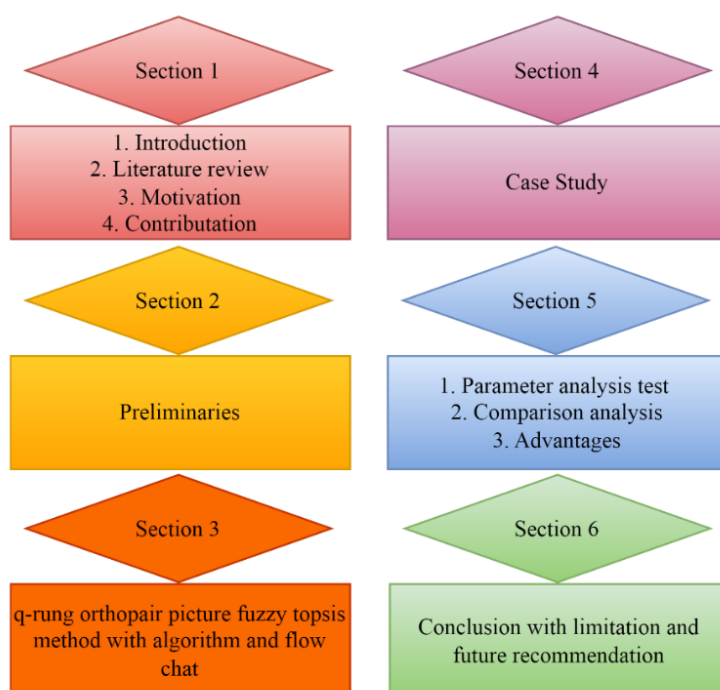 Section 1
1. Introduction
2. Literature review
3. Motivation
4. Contributation
Section 2
Preliminaries
Section 3
q-rung orthopair picture fuzzy topsis
method with algorithm and flow
chat
Section 4
Case Study
Section 5
1. Parameter analysis test
2. Comparison analysis
3. Advantages
Section 6
Conclusion with limitation and
future recommendation